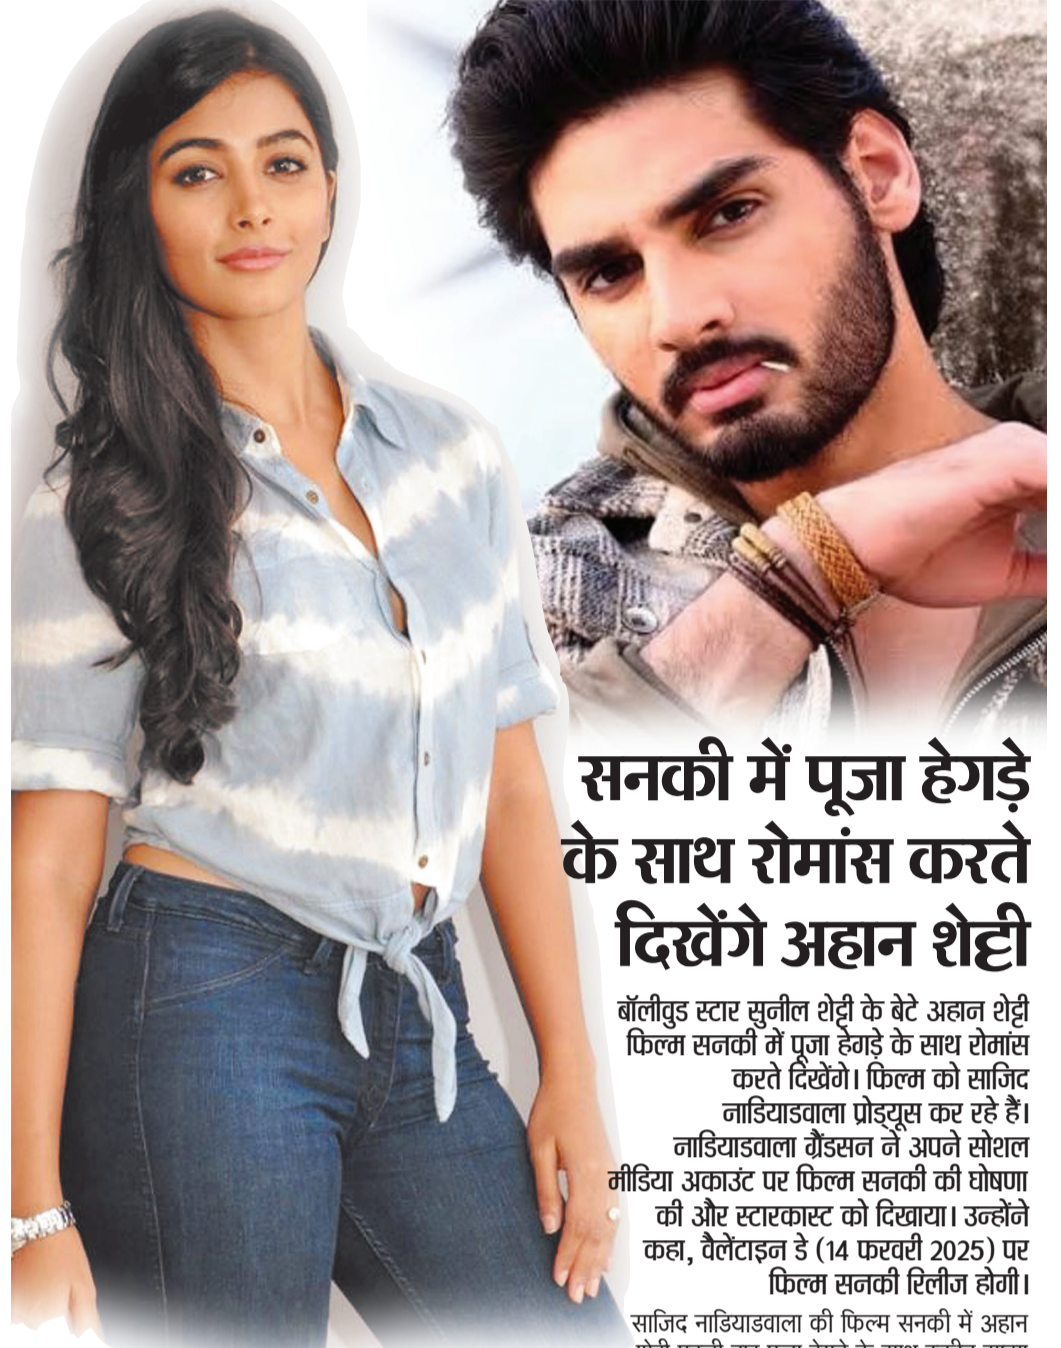 सनकी में पूजा हेगड़े
के साथ रोमांस करते
दिखेंगे अहान शेट्टी
बॉलीवुड स्टार सुनील शेट्टी के बेटे अहान शेट्टी
फिल्म सनकी में पूजा हेगड़े के साथ रोमांस
करते दिखेंगे। फिल्म को साजिद
नाडियाडवाला प्रोड्यूस कर रहे हैं।
नाडियाडवाला ग्रैंडसन ने अपने सोशल
मीडिया अकाउंट पर फिल्म सनकी की घोषणा
की और स्टारकास्ट को दिखाया। उन्होंने
कहा, वैलेंटाइन डे (14 फरवरी 2025) पर
फिल्म सनकी रिलीज होगी।
साजिद नाडियाडवाला की फिल्म सनकी में अहान